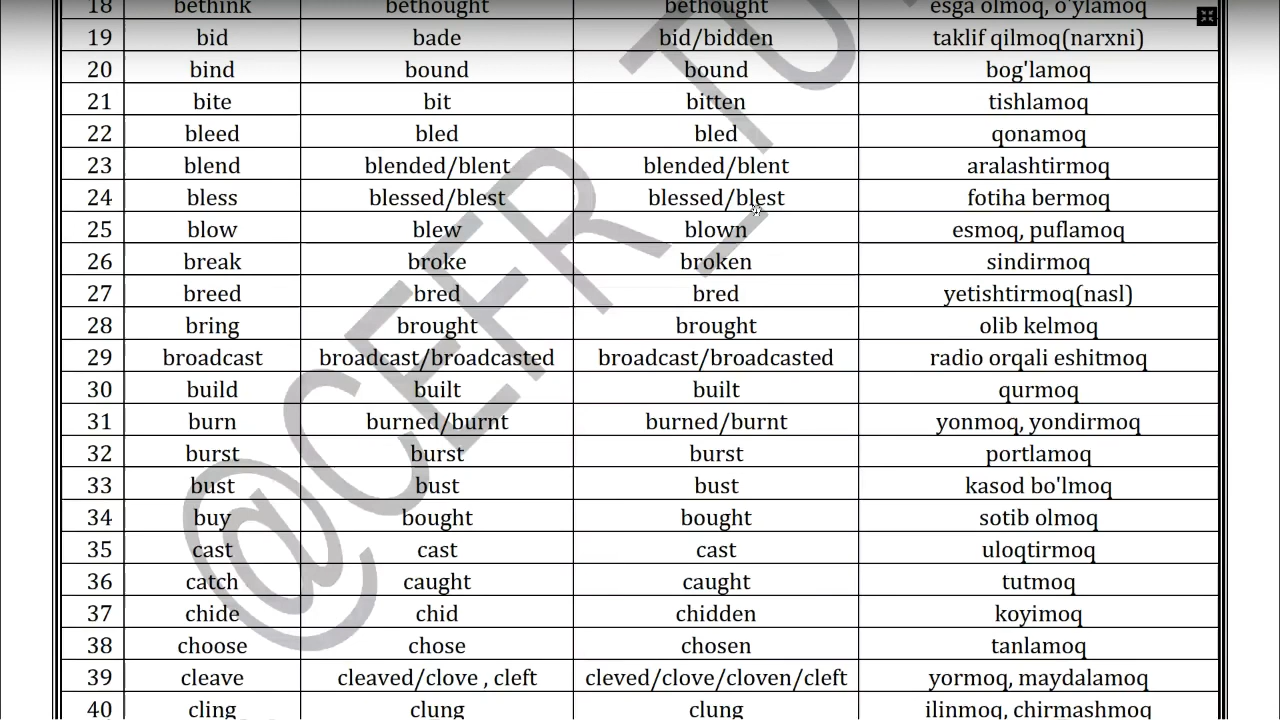 18 bethink bethought bethought esga olmoq, o'ylamoq
19 bid bade bid/bidden taklif qilmoq(narxni)
20 bind bound bound bog'lamoq
21 bite bit bitten tishlamoq
22 bleed bled bled qonamoq
23 blend blended/blent blended/blent aralashtirmoq
24 bless blessed/blest blessed/blest fotiha bermoq
25 blow blew blown esmoq, puflamoq
26 break broke broken sindirmoq
27 breed bred bred yetishtirmoq(nasl)
28 bring brought brought olib kelmoq
29 broadcast broadcast/broadcasted broadcast/broadcasted radio orqali eshitmoq
30 build built built qurmoq
31 burn burned/burnt burned/burnt yonmoq, yondirmoq
32 burst burst burst portlamoq
33 bust bust bust kasod bo'lmoq
34 buy bought bought sotib olmoq
35 cast cast cast uloqtirmoq
36 catch caught caught tutmoq
37 chide chid chidden koyimoq
38 choose chose chosen tanlamoq
39 cleave cleaved/clove , cleft cleved/clove/cloven/cleft yormoq, maydalamoq
40 cling clung clung ilinmoq, chirmashmoq
@CEFR_TU